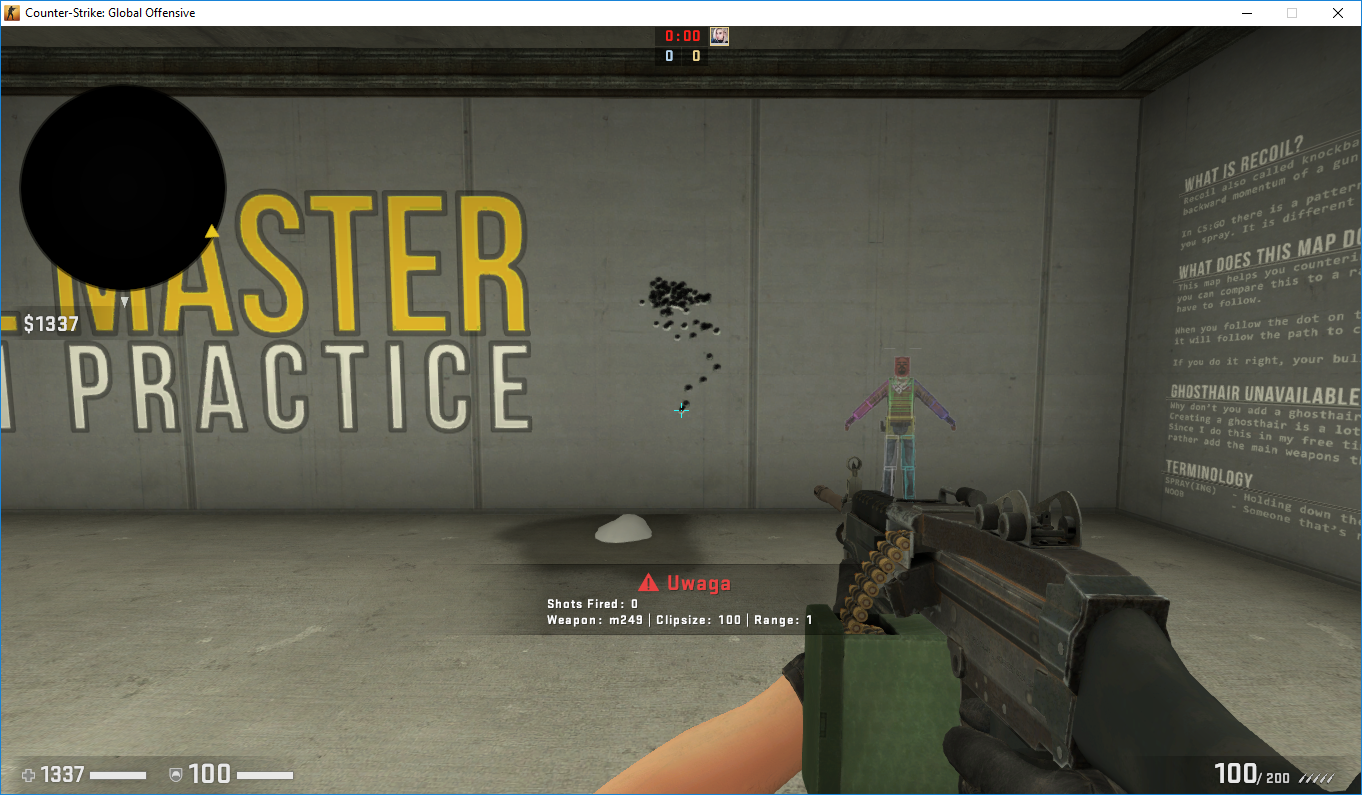 Counter-Strike: Global Offensive
0:00
0 0
MASTER
PRACTICE
$1337
WHAT IS RECOIL?
Recoil also called knockba
backward momentum of a gun
In CS:GO there is a pattern
you spray. It is different
WHAT DOES THIS MAP DO
This map helps you counterin
you can compare this to a ra
have to follow.
When you follow the dot on t
it will follow the path to c
If you do it right, your bul
GHOSTHAIR UNAVAILABLE
Why don't you add a ghosthair
Creating a ghosthair is a lot
Since I do this in my free ti
rather add the main weapons t
TERMINOLOGY
SPRAY(ING) - Holding down the
NOOB - Someone that's
Uwaga
Shots Fired: 0
Weapon: m249 | Clipsize: 100 | Range: 1
1337 100
100/ 200